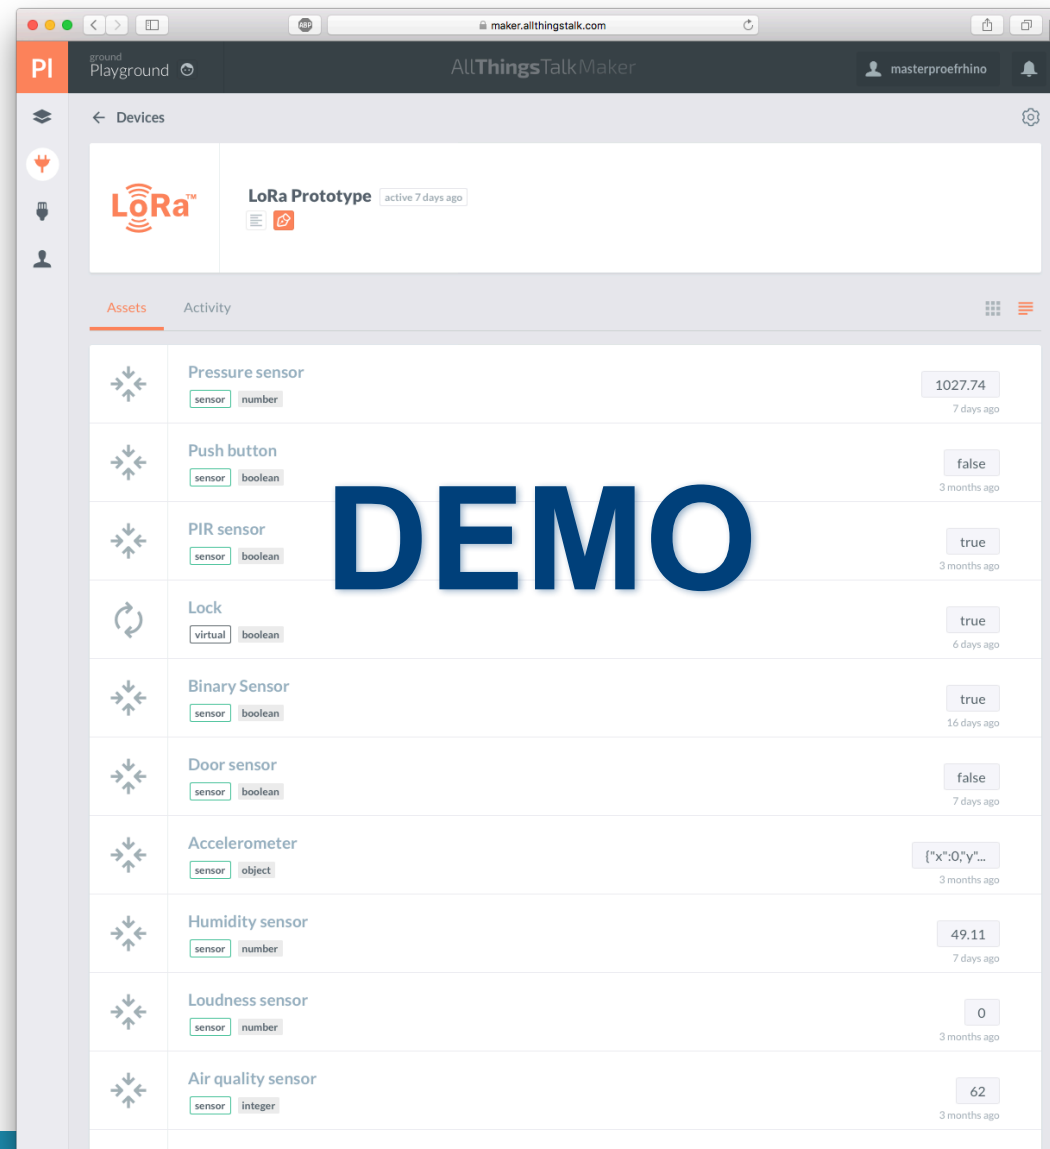 ABP
maker.allthingstalk.com
PI
ground
Playground
AllThingsTalkMaker
masterproefrhino
Devices
LoRa™
LoRa Prototype
active 7 days ago
Assets
Activity
Pressure sensor
sensor number
1027.74
7 days ago
Push button
sensor boolean
false
3 months ago
PIR sensor
sensor boolean
true
3 months ago
DEMO
Lock
virtual boolean
true
6 days ago
Binary Sensor
sensor boolean
true
16 days ago
Door sensor
sensor boolean
false
7 days ago
Accelerometer
sensor object
{"x":0,"y"...
3 months ago
Humidity sensor
sensor number
49.11
7 days ago
Loudness sensor
sensor number
0
3 months ago
Air quality sensor
sensor integer
62
3 months ago